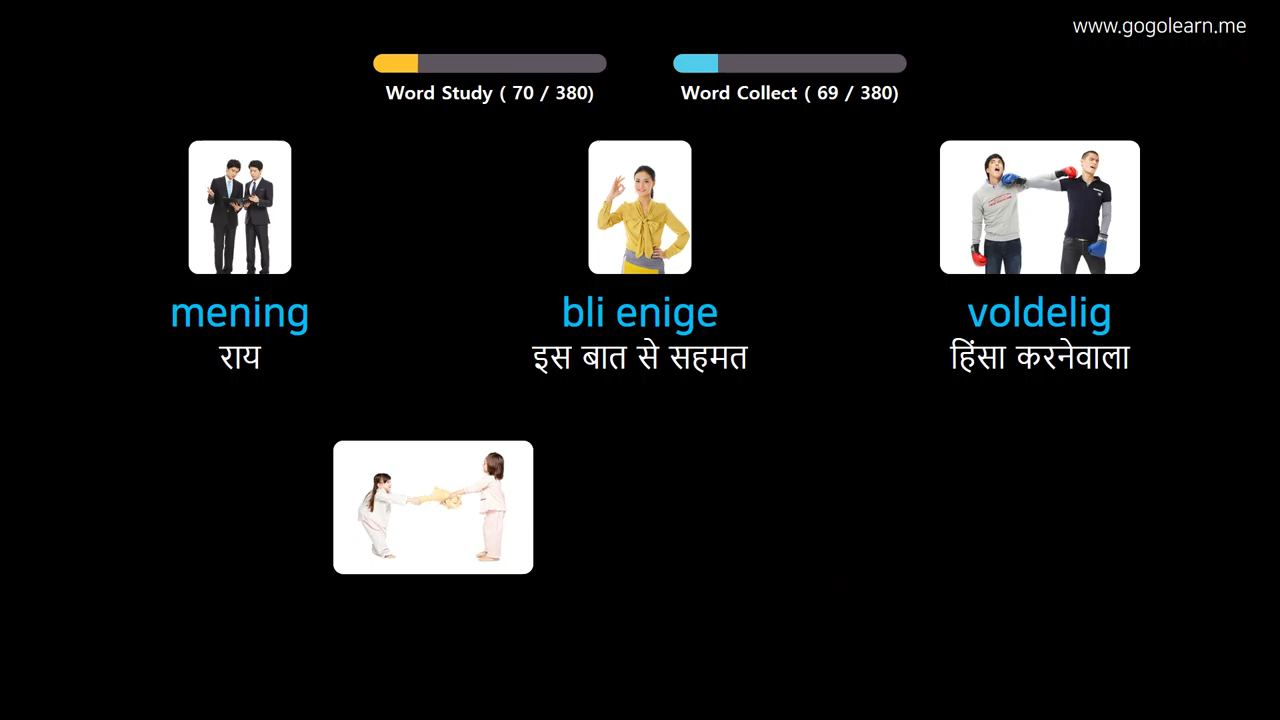 www.gogolearn.me
Word Study ( 70 / 380)
Word Collect ( 69 / 380)
mening
राय
bli enige
इस बात से सहमत
voldelig
हिंसा करनेवाला